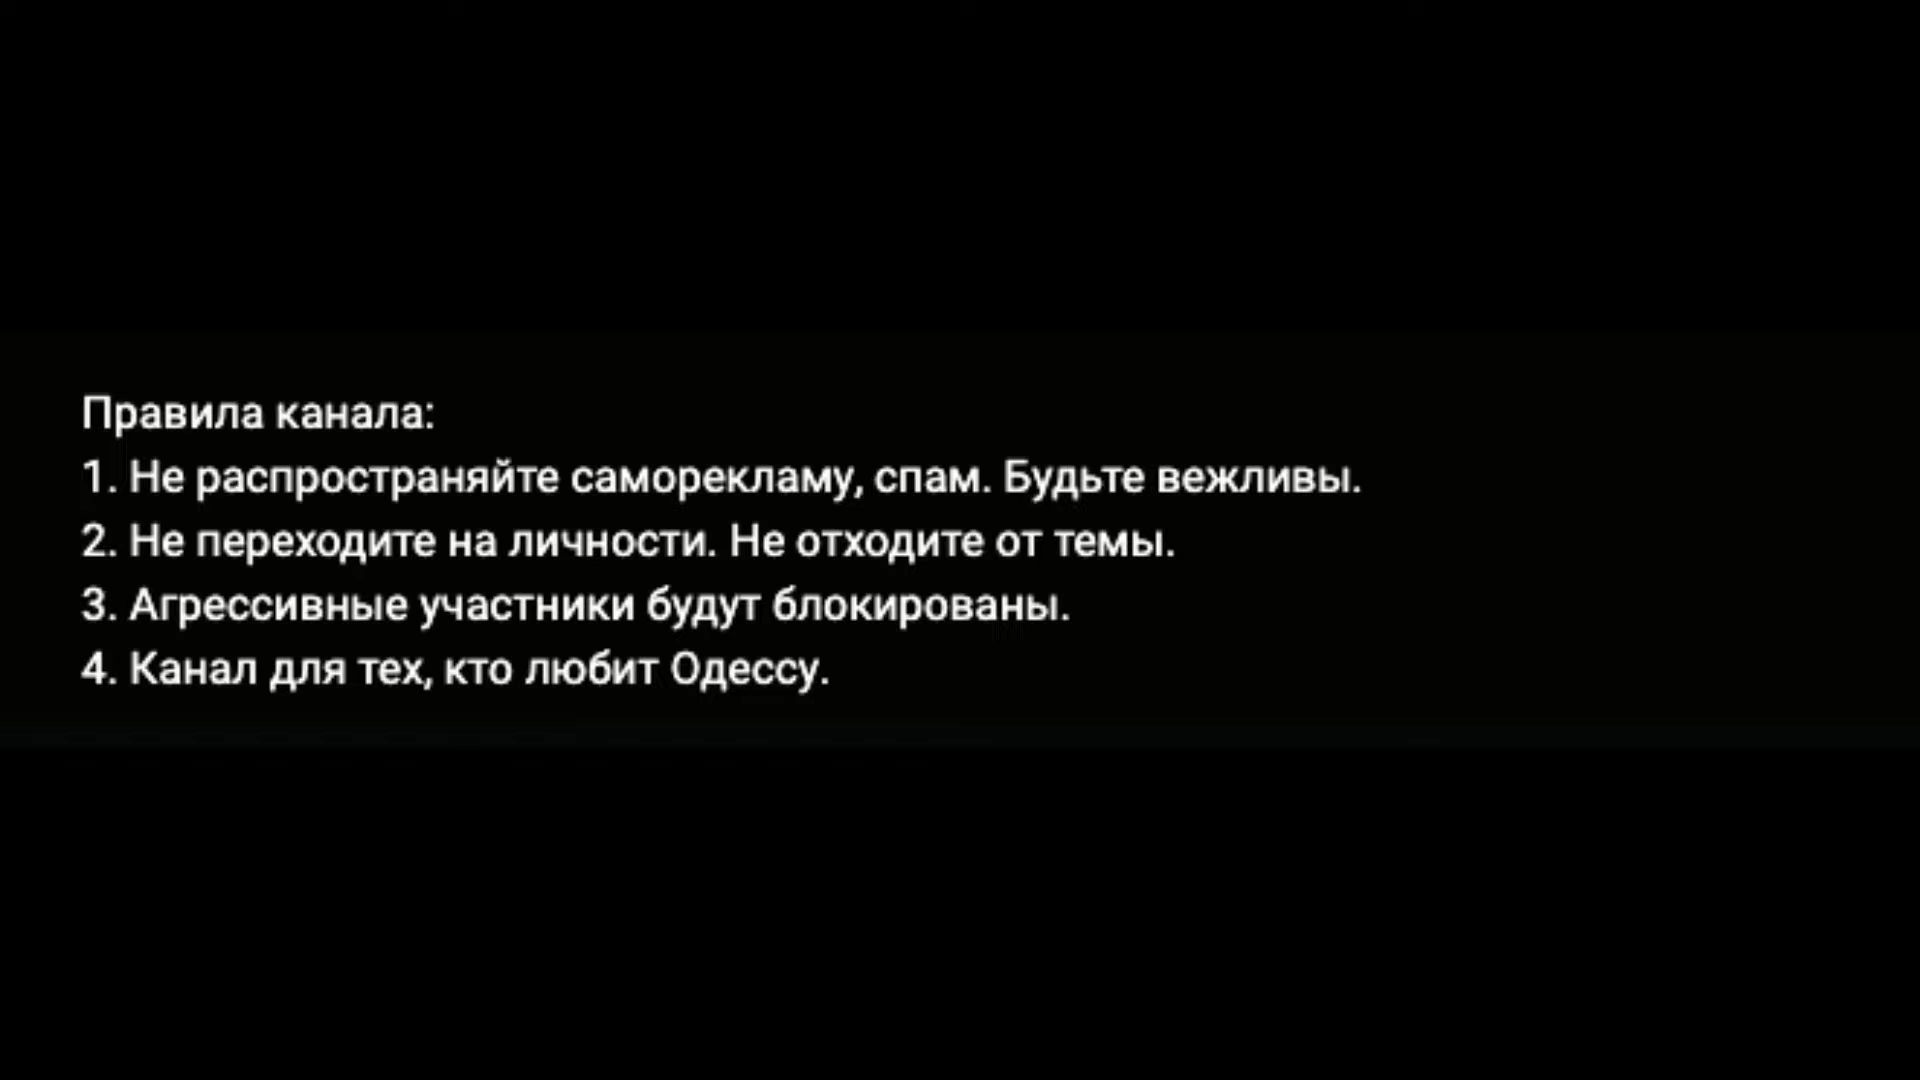 Правила канала:
1. Не распространяйте саморекламу, спам. Будьте вежливы.
2. Не переходите на личности. Не отходите от темы.
3. Агрессивные участники будут блокированы.
4. Канал для тех, кто любит Одессу.